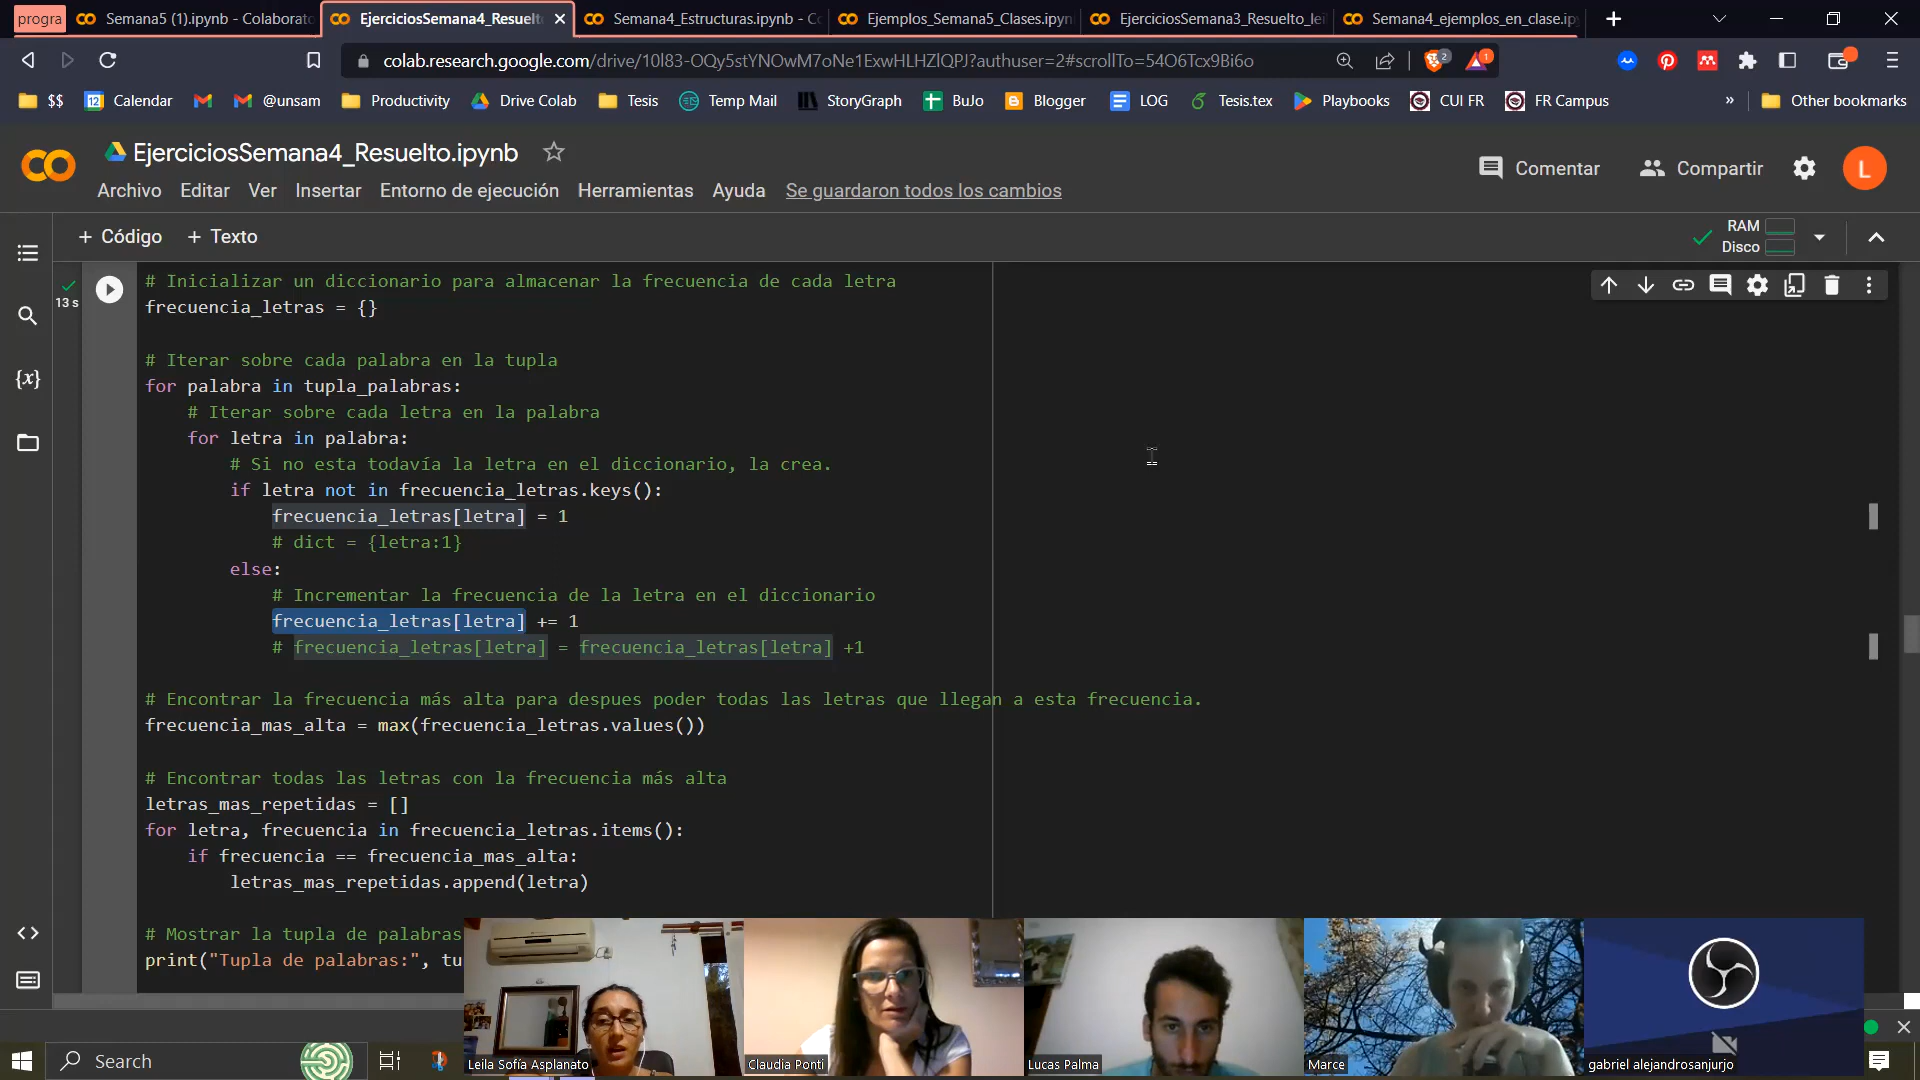 progra
Semana5 (1).ipynb - Colaborato
EjerciciosSemana4_Resuelt
Semana4_Estructuras.ipynb - Co
Ejemplos_Semana5_Clases.ipyn
EjerciciosSemana3_Resuelto_lei
Semana4_ejemplos_en_clase.ip
colab.research.google.com/drive/10l83-OQy5stYNOwM7oNe1ExwHLHZlQPJ?authuser=2#scrollTo=54O6Tcx9Bi6o
2
1
$$
12
Calendar
@unsam
Productivity
Drive Colab
Tesis
Temp Mail
StoryGraph
BuJo
Blogger
LOG
Tesis.tex
Playbooks
CUI FR
FR Campus
»
Other bookmarks
EjerciciosSemana4_Resuelto.ipynb
Comentar
Compartir
L
Archivo
Editar
Ver
Insertar
Entorno de ejecución
Herramientas
Ayuda
Se guardaron todos los cambios
+ Código
+ Texto
RAM
Disco
13 s
{x}
# Inicializar un diccionario para almacenar la frecuencia de cada letra
frecuencia_letras = {}
# Iterar sobre cada palabra en la tupla
for palabra in tupla_palabras:
# Iterar sobre cada letra en la palabra
for letra in palabra:
# Si no esta todavía la letra en el diccionario, la crea.
if letra not in frecuencia_letras.keys():
frecuencia_letras[letra] = 1
# dict = {letra:1}
else:
# Incrementar la frecuencia de la letra en el diccionario
frecuencia_letras[letra] += 1
# frecuencia_letras[letra] = frecuencia_letras[letra] +1
# Encontrar la frecuencia más alta para despues poder todas las letras que llegan a esta frecuencia.
frecuencia_mas_alta = max(frecuencia_letras.values())
# Encontrar todas las letras con la frecuencia más alta
letras_mas_repetidas = []
for letra, frecuencia in frecuencia_letras.items():
if frecuencia == frecuencia_mas_alta:
letras_mas_repetidas.append(letra)
# Mostrar la tupla de palabras
print("Tupla de palabras:", tu
Leila Sofía Asplanato
Claudia Ponti
Lucas Palma
Marce
gabriel alejandrosanjurjo
Search